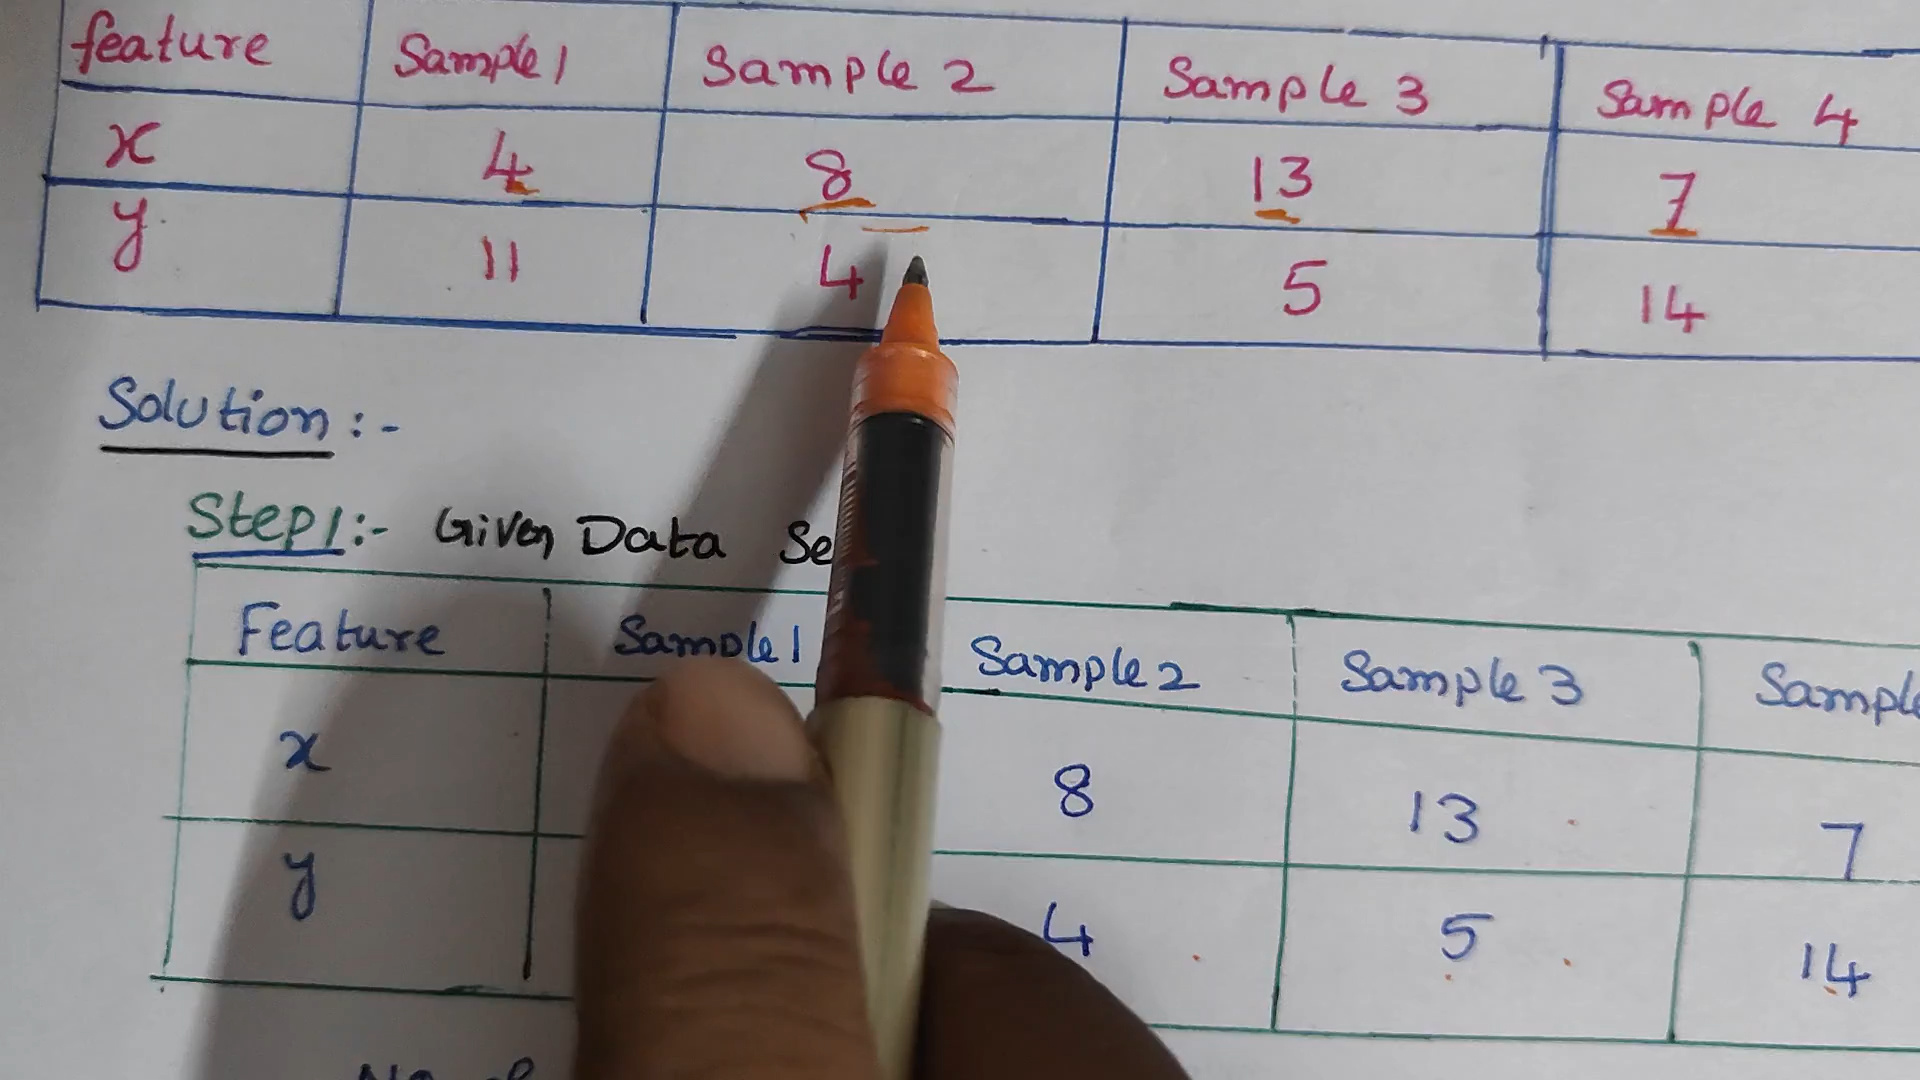 feature Sample 1 Sample 2 Sample 3 Sample 4
x 4 8 13 7
y 11 4 5 14
Solution :-
Step 1 :- Given Data Se
Feature Sample 1 Sample 2 Sample 3 Sample
x 8 13 7
y 4 5 14